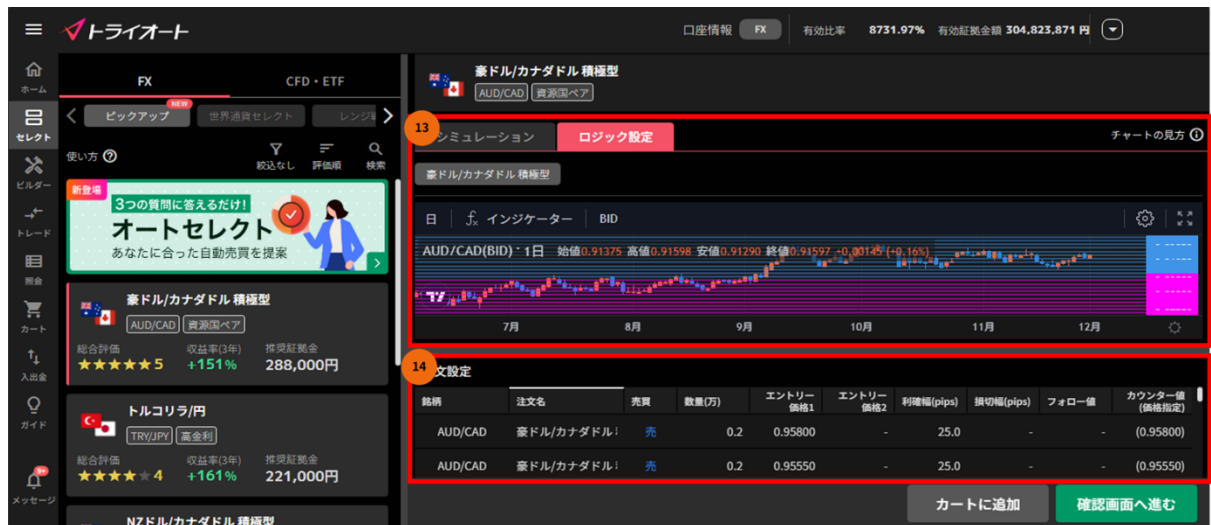 トライオート
口座情報 FX 有効比率 8731.97% 有効証拠金額 304,823,871 円
ホーム
セレクト
ビルダー
トレード
照会
カート
入出金
ガイド
9+
メッセージ
FX CFD・ETF
NEW
ピックアップ 世界通貨セレクト レンジ
使い方 ?
絞込なし 評価順 検索
新登場
3つの質問に答えるだけ!
オートセレクト
あなたに合った自動売買を提案
豪ドル/カナダドル 積極型
AUD/CAD 資源国ペア
総合評価 収益率(3年) 推奨証拠金
★★★★★ 5 +151% 288,000円
トルコリラ/円
TRY/JPY 高金利
総合評価 収益率(3年) 推奨証拠金
★★★★★ 4 +161% 221,000円
NZドル/カナダドル 積極型
豪ドル/カナダドル 積極型
AUD/CAD 資源国ペア
13
シミュレーション ロジック設定 チャートの見方
豪ドル/カナダドル 積極型
日 fx インジケーター BID
AUD/CAD(BID)・1日 始値0.91375 高値0.91598 安値0.91290 終値0.91597 +0.00145 (+0.16%)
7月 8月 9月 10月 11月 12月
14
文設定
銘柄 注文名 売買 数量(万) エントリー価格1 エントリー価格2 利確幅(pips) 損切幅(pips) フォロー値 カウンター値(価格指定)
AUD/CAD 豪ドル/カナダドル 売 0.2 0.95800 - 25.0 - - (0.95800)
AUD/CAD 豪ドル/カナダドル 売 0.2 0.95550 - 25.0 - - (0.95550)
カートに追加 確認画面へ進む